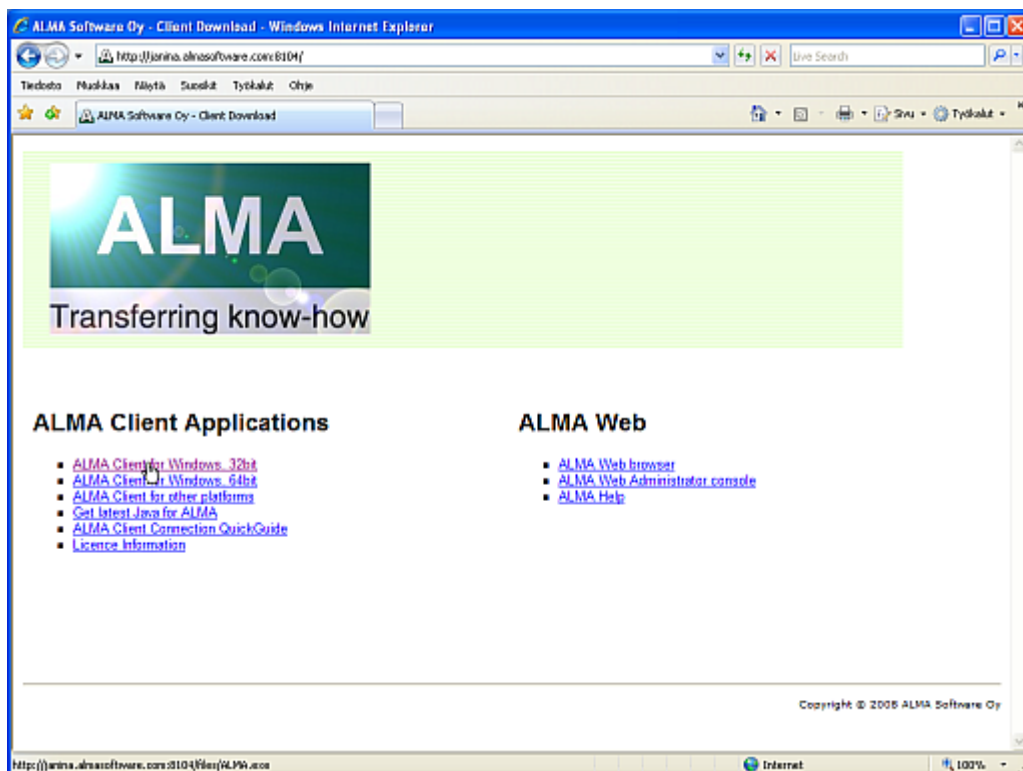 ALMA Software Oy - Client Download - Windows Internet Explorer
http://janina.almasoftware.com:8104/
Live Search
Tiedosto Muokkaa Näytä Suosikit Työkalut Ohje
ALMA Software Oy - Client Download
Sivu Työkalut
ALMA
Transferring know-how
ALMA Client Applications
ALMA Web
ALMA Client for Windows, 32bit
ALMA Client for Windows, 64bit
ALMA Client for other platforms
Get latest Java for ALMA
ALMA Client Connection QuickGuide
Licence Information
ALMA Web browser
ALMA Web Administrator console
ALMA Help
Copyright © 2008 ALMA Software Oy
http://janina.almasoftware.com:8104/files/ALMA.exe
Internet
100%